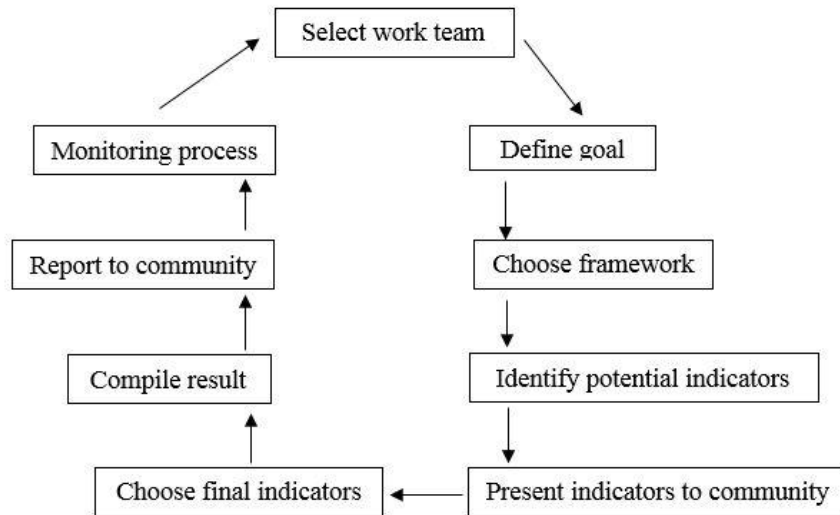 Select work team
Define goal
Choose framework
Identify potential indicators
Present indicators to community
Choose final indicators
Compile result
Report to community
Monitoring process